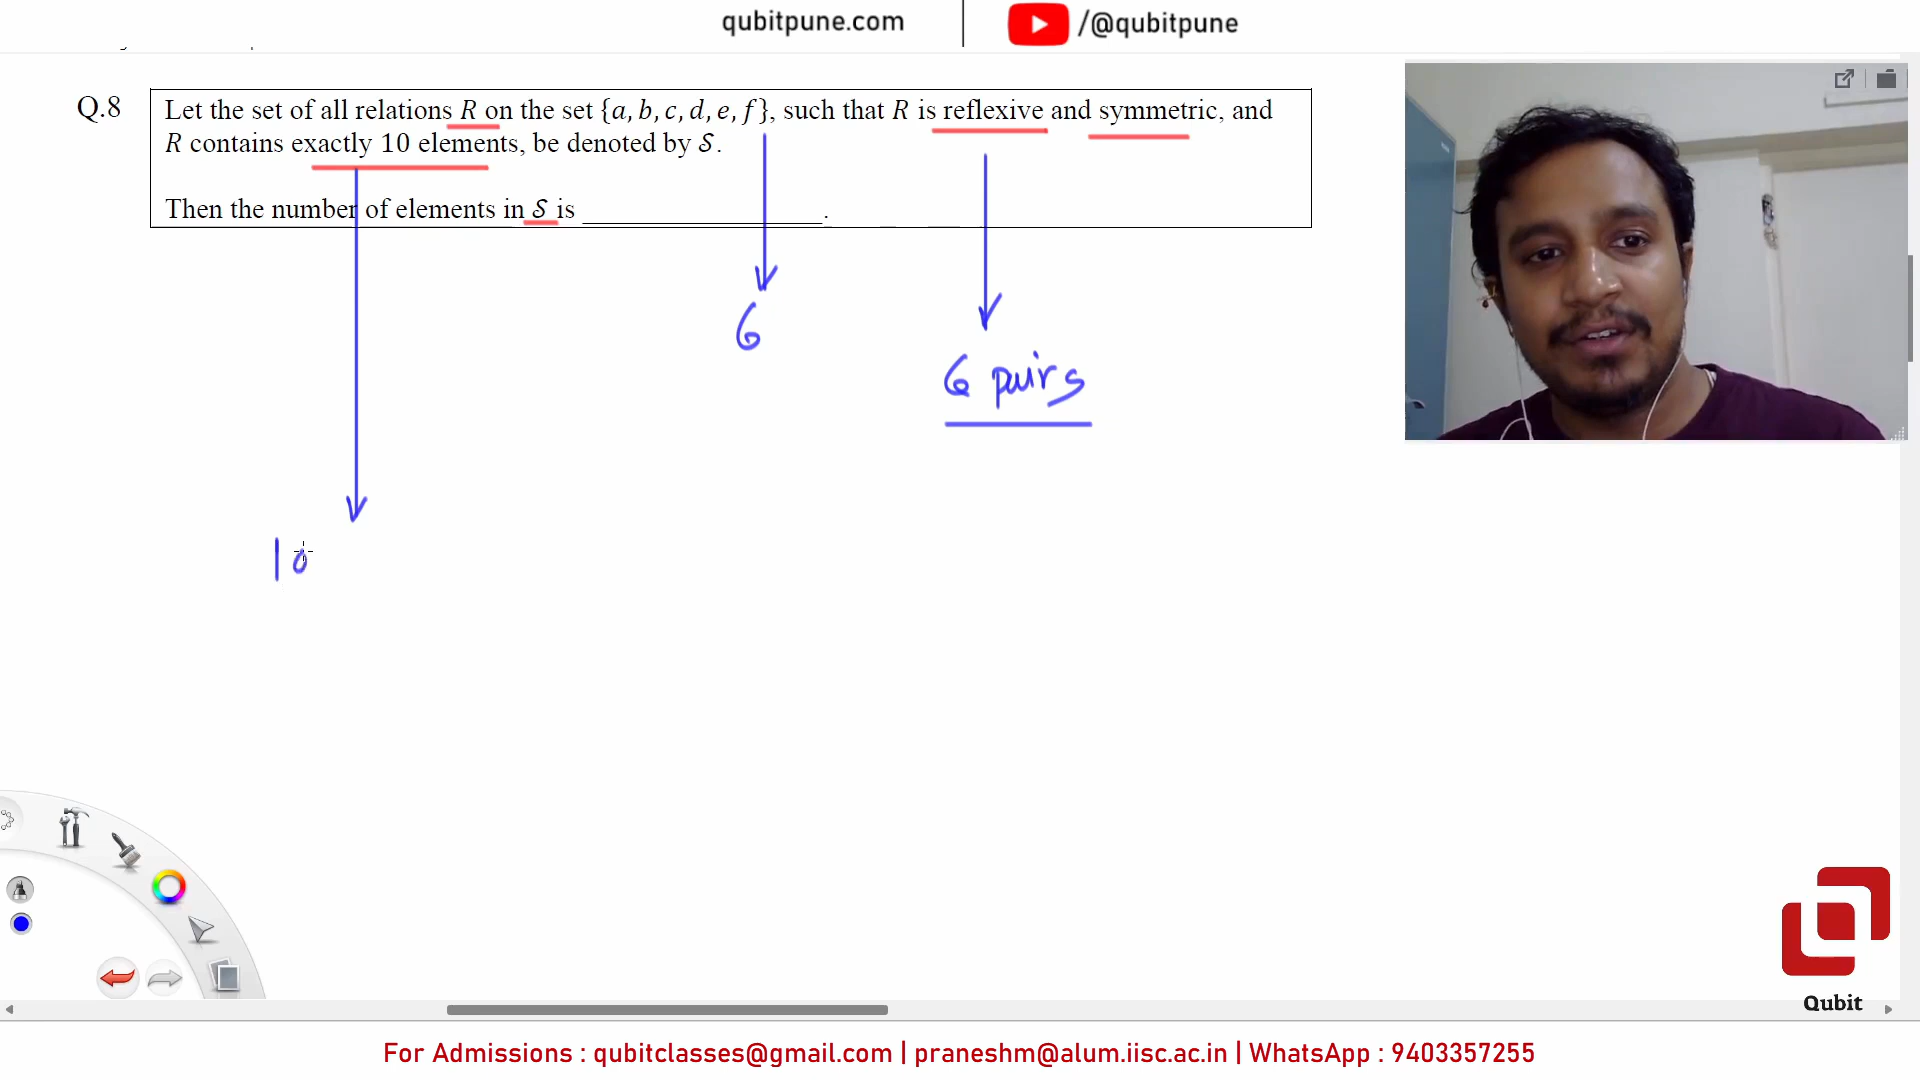 qubitpune.com | /@qubitpune
Q.8 Let the set of all relations R on the set {a, b, c, d, e, f}, such that R is reflexive and symmetric, and
R contains exactly 10 elements, be denoted by 𝒮.
Then the number of elements in 𝒮 is ____________________.
6
6 pairs
10
Qubit
For Admissions : qubitclasses@gmail.com | praneshm@alum.iisc.ac.in | WhatsApp : 9403357255